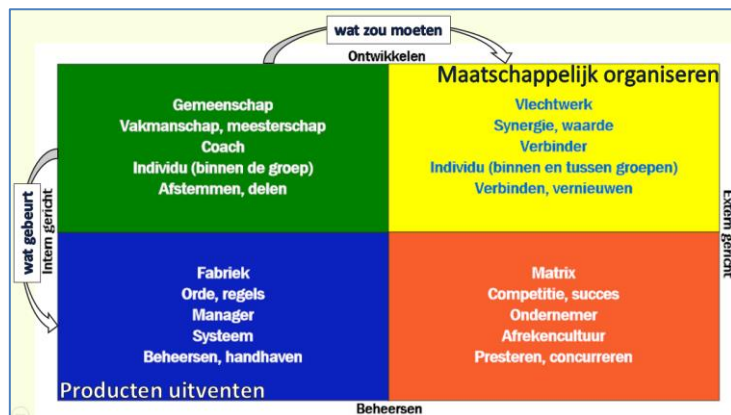 wat zou moeten
Ontwikkelen
Maatschappelijk organiseren
Gemeenschap
Vakmanschap, meesterschap
Coach
Individu (binnen de groep)
Afstemmen, delen
Vlechtwerk
Synergie, waarde
Verbinder
Individu (binnen en tussen groepen)
Verbinden, vernieuwen
wat gebeurt
Intern gericht
Extern gericht
Fabriek
Orde, regels
Manager
Systeem
Beheersen, handhaven
Matrix
Competitie, succes
Ondernemer
Afrekencultuur
Presteren, concurreren
Producten uitventen
Beheersen